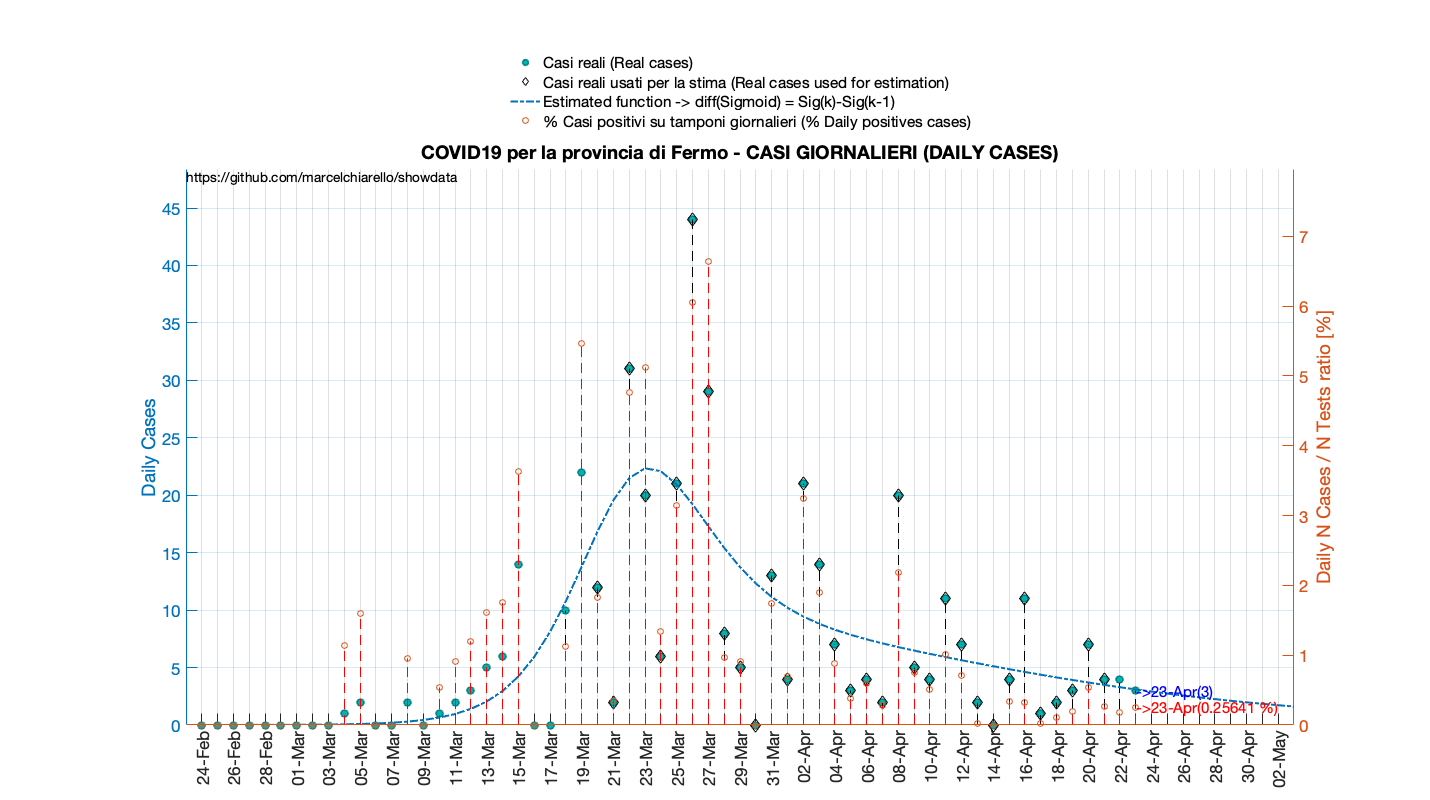 Casi reali (Real cases)
Casi reali usati per la stima (Real cases used for estimation)
Estimated function -> diff(Sigmoid) = Sig(k)-Sig(k-1)
% Casi positivi su tamponi giornalieri (% Daily positives cases)
COVID19 per la provincia di Fermo - CASI GIORNALIERI (DAILY CASES)
https://github.com/marcelchiarello/showdata
Daily Cases
45
40
35
30
25
20
15
10
5
0
Daily N Cases / N Tests ratio [%]
7
6
5
4
3
2
1
0
->23-Apr(3)
->23-Apr(0.25641 %)
24-Feb
26-Feb
28-Feb
01-Mar
03-Mar
05-Mar
07-Mar
09-Mar
11-Mar
13-Mar
15-Mar
17-Mar
19-Mar
21-Mar
23-Mar
25-Mar
27-Mar
29-Mar
31-Mar
02-Apr
04-Apr
06-Apr
08-Apr
10-Apr
12-Apr
14-Apr
16-Apr
18-Apr
20-Apr
22-Apr
24-Apr
26-Apr
28-Apr
30-Apr
02-May